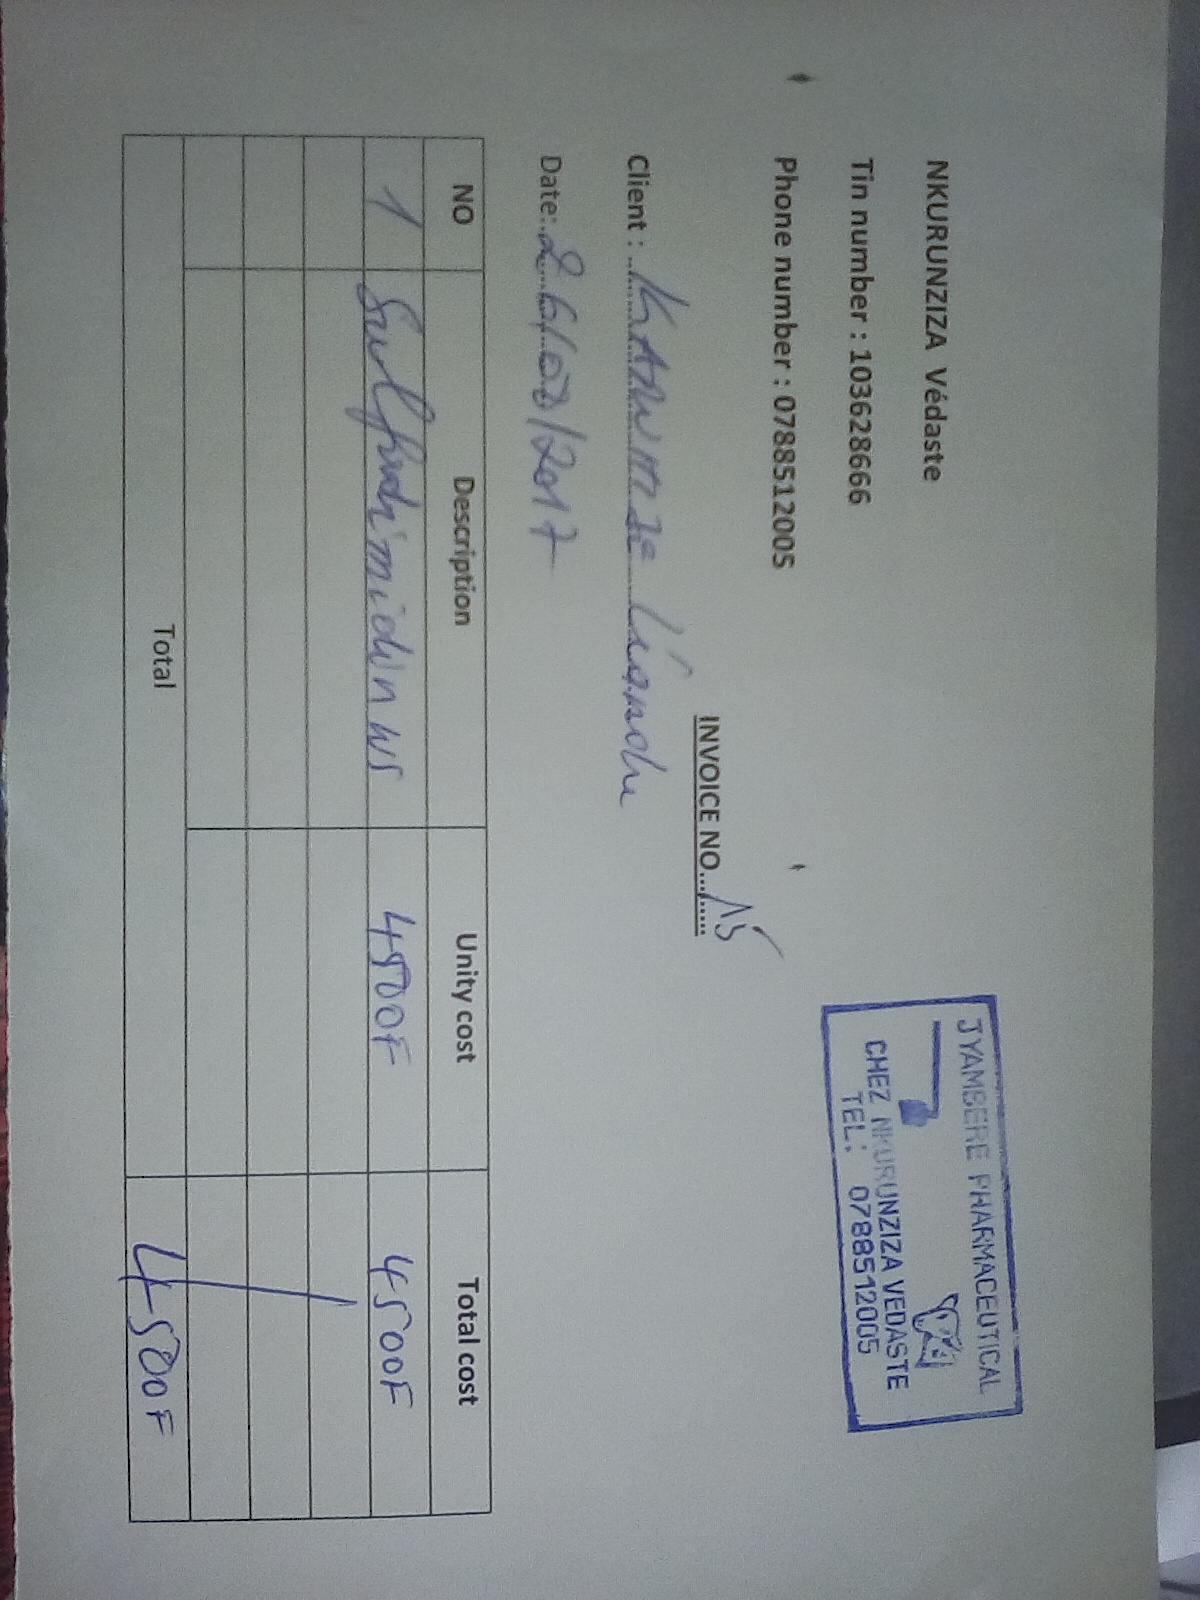 NKURUNZIZA Védaste
Tin number : 103628666
Phone number : 0788512005
JYAMBERE PHARMACEUTICAL
CHEZ NKURUNZIZA VEDASTE
TEL: 0788512005
INVOICE NO...15
Client :
Date: 26/ /2017
NO Description Unity cost Total cost
1 4500F 4500F
Total 4500F